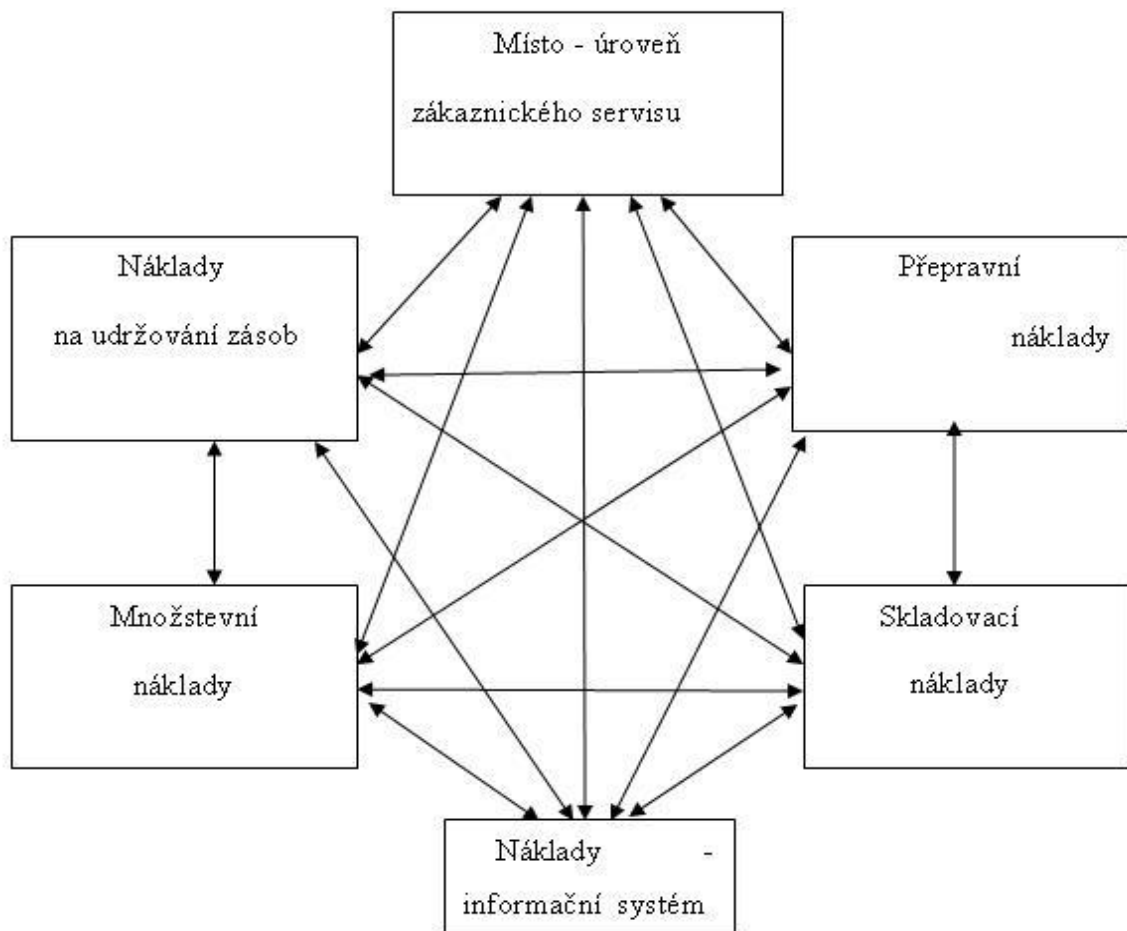 Místo - úroveň
zákaznického servisu
Náklady
na udržování zásob
Přepravní
náklady
Množstevní
náklady
Skladovací
náklady
Náklady -
informační systém